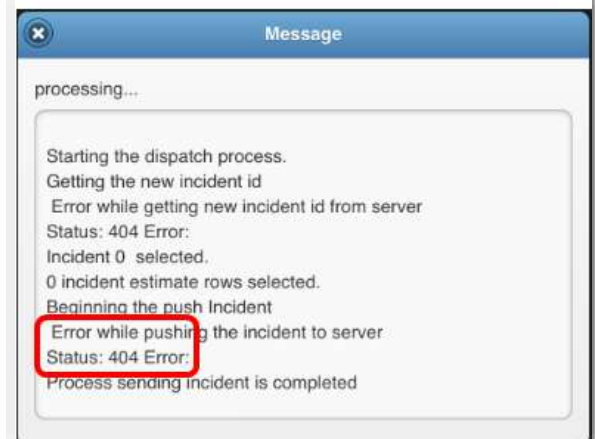 Message
processing...
Starting the dispatch process.
Getting the new incident id
Error while getting new incident id from server
Status: 404 Error:
Incident 0 selected.
0 incident estimate rows selected.
Beginning the push Incident
Error while pushing the incident to server
Status: 404 Error:
Process sending incident is completed